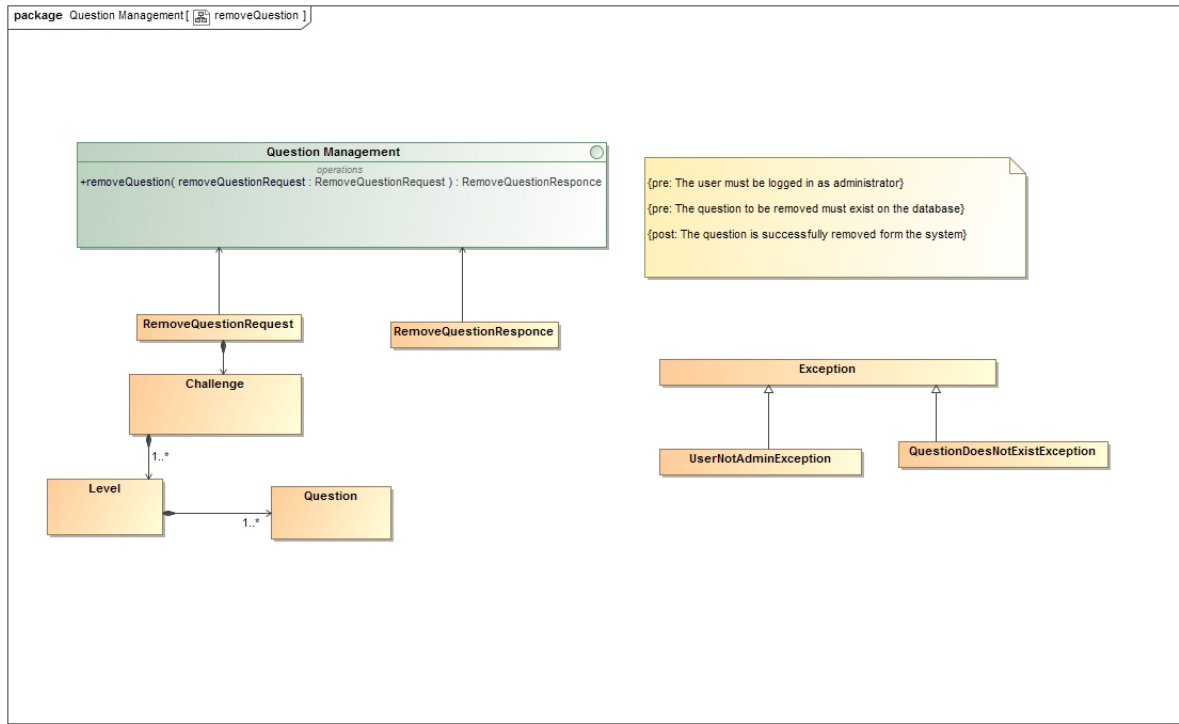 package Question Management[ removeQuestion ]
Question Management
operations
+removeQuestion( removeQuestionRequest : RemoveQuestionRequest ) : RemoveQuestionResponce
{pre: The user must be logged in as administrator}
{pre: The question to be removed must exist on the database}
{post: The question is successfully removed form the system}
RemoveQuestionRequest
RemoveQuestionResponce
Challenge
1..*
Level
1..*
Question
Exception
UserNotAdminException
QuestionDoesNotExistException